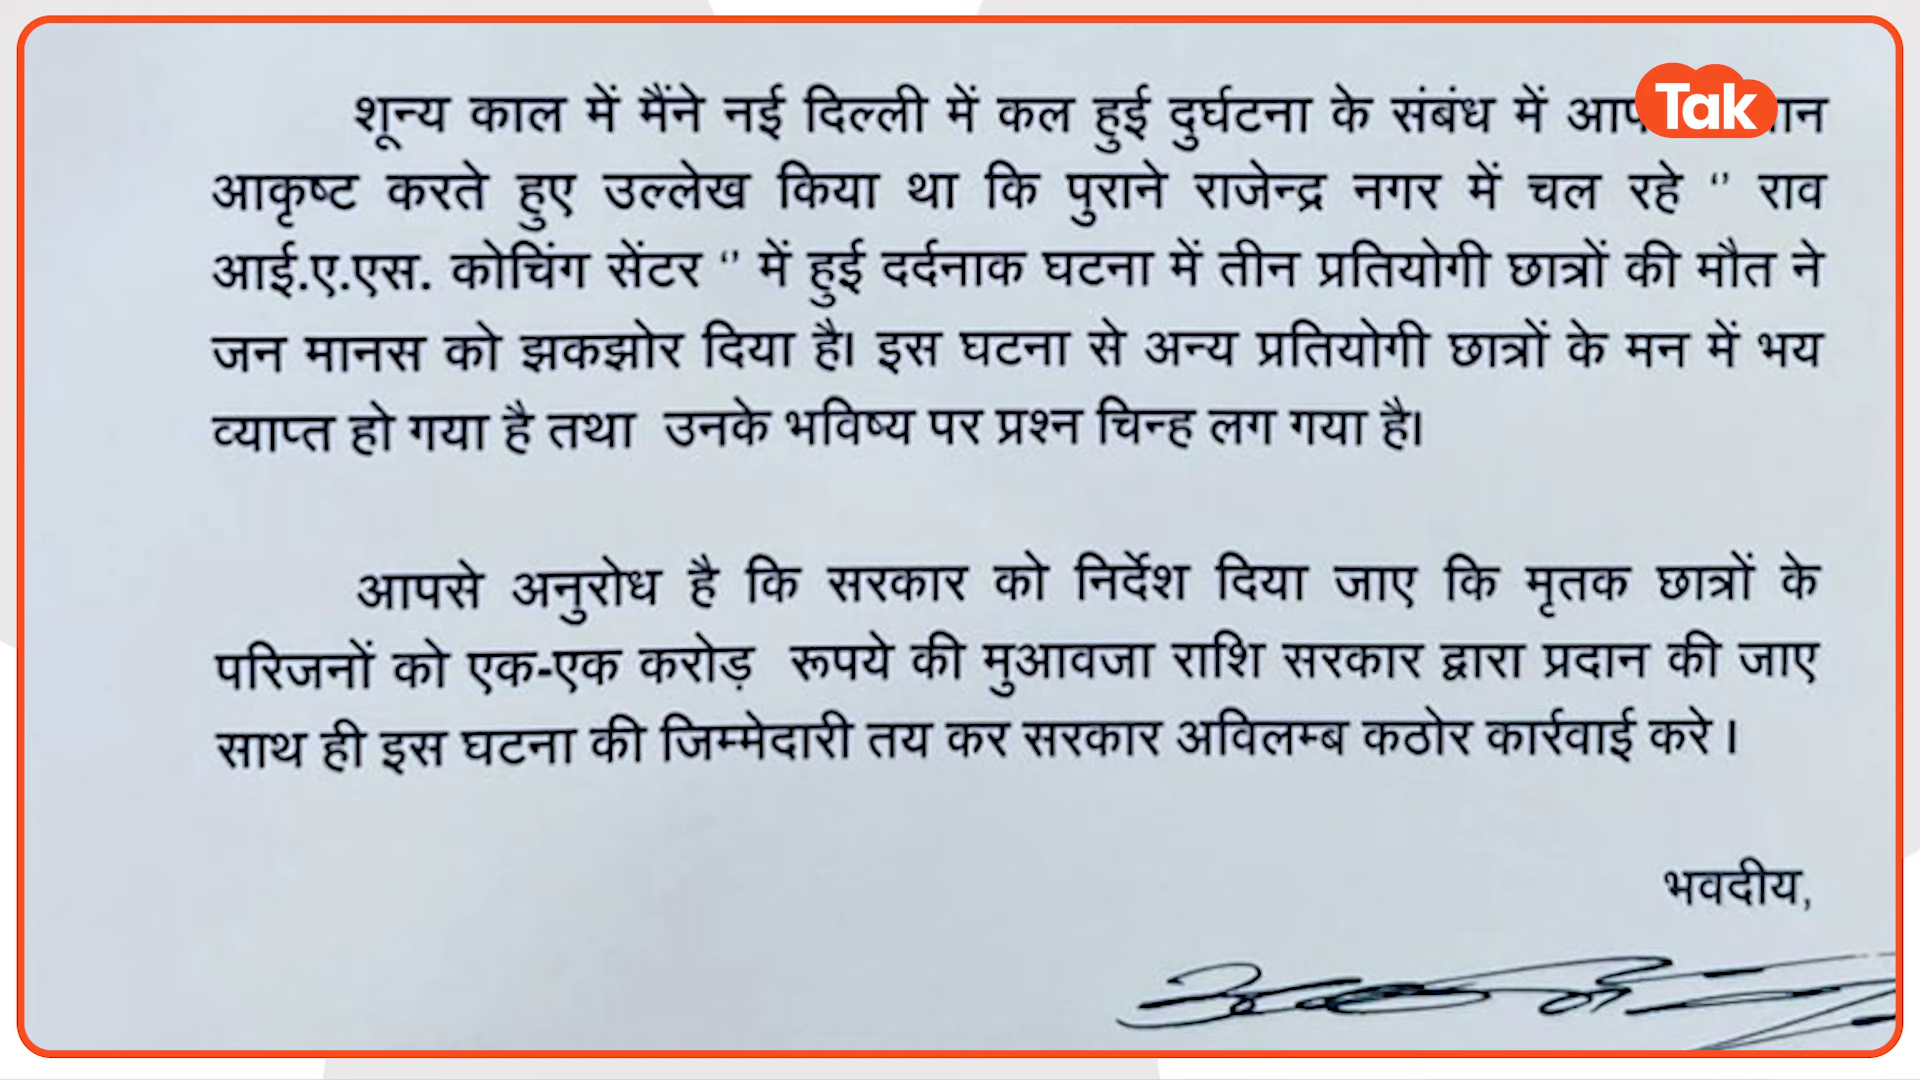 Tak
शून्य काल में मैंने नई दिल्ली में कल हुई दुर्घटना के संबंध में
आकृष्ट करते हुए उल्लेख किया था कि पुराने राजेन्द्र नगर में चल रहे '' राव
आई.ए.एस. कोचिंग सेंटर '' में हुई दर्दनाक घटना में तीन प्रतियोगी छात्रों की मौत ने
जन मानस को झकझोर दिया है। इस घटना से अन्य प्रतियोगी छात्रों के मन में भय
व्याप्त हो गया है तथा उनके भविष्य पर प्रश्न चिन्ह लग गया है।
आपसे अनुरोध है कि सरकार को निर्देश दिया जाए कि मृतक छात्रों के
परिजनों को एक-एक करोड़ रूपये की मुआवजा राशि सरकार द्वारा प्रदान की जाए
साथ ही इस घटना की जिम्मेदारी तय कर सरकार अविलम्ब कठोर कार्रवाई करे ।
भवदीय,